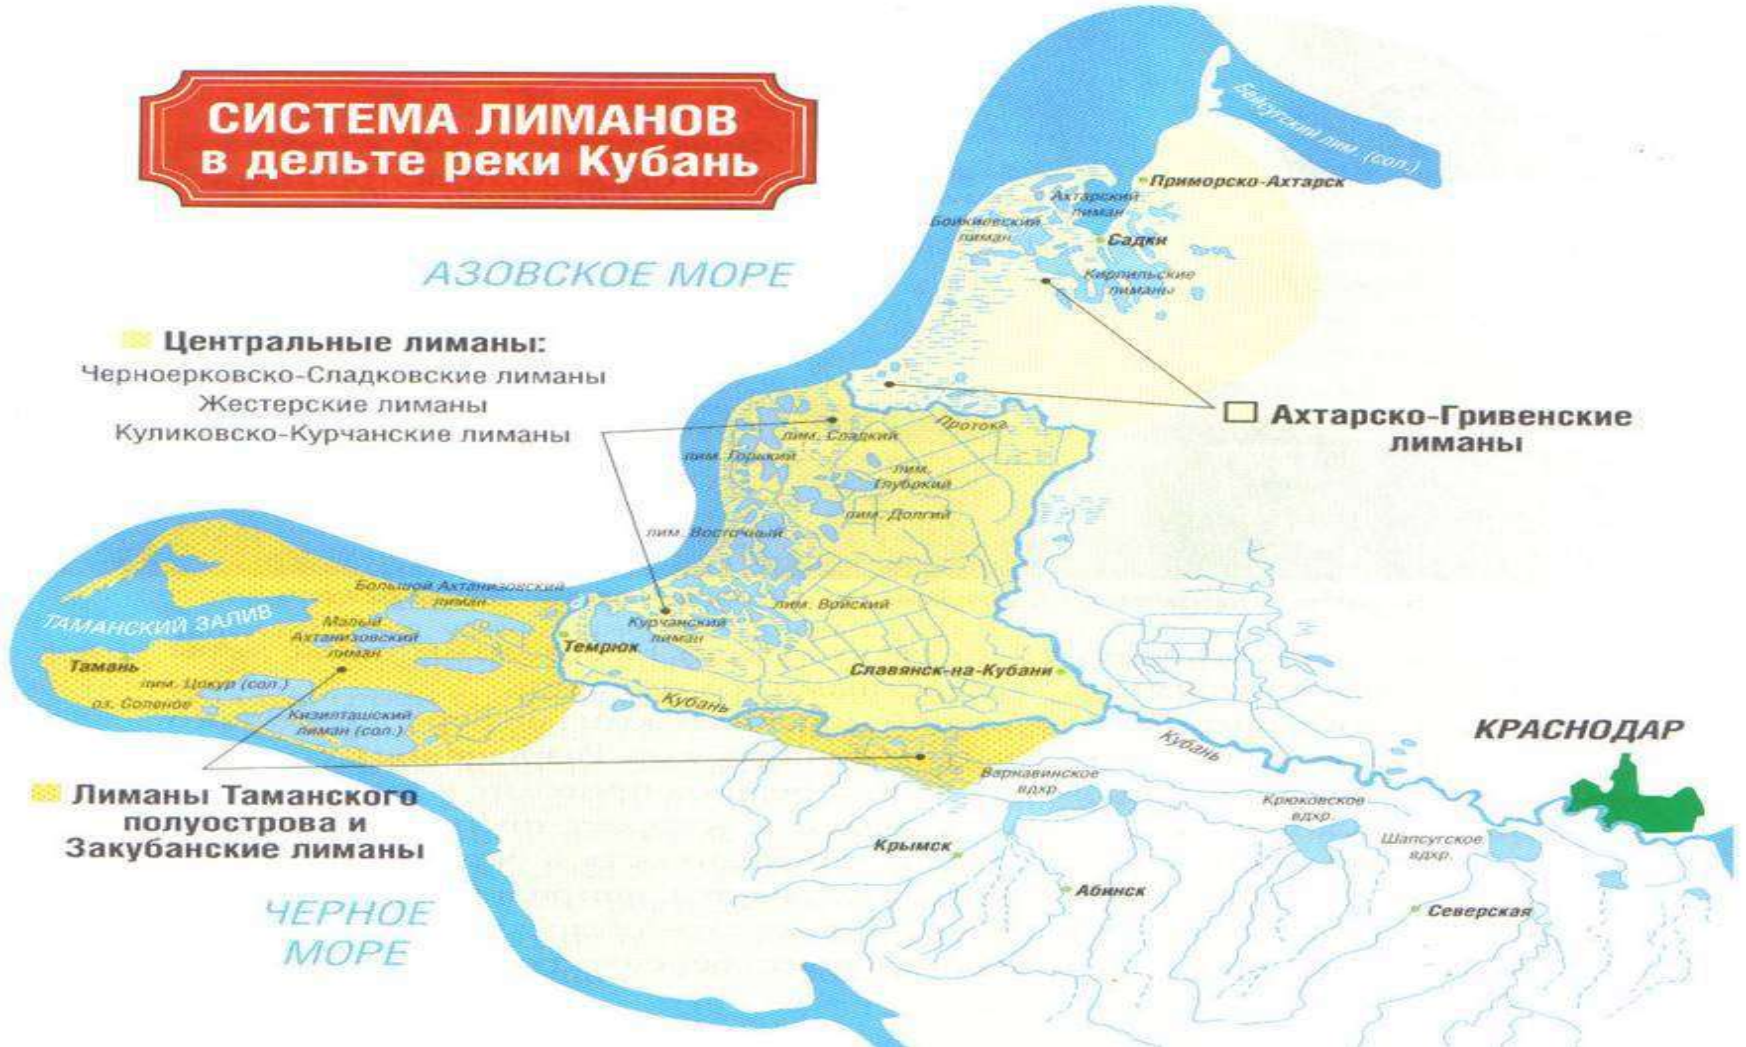 СИСТЕМА ЛИМАНОВ
в дельте реки Кубань
Бейсугский лим. (сол.)
Приморско-Ахтарск
Ахтарский
лиман
Бойкиевский
лиман
Садки
Кирпильские
лиманы
АЗОВСКОЕ МОРЕ
Центральные лиманы:
Черноерковско-Сладковские лиманы
Жестерские лиманы
Куликовско-Курчанские лиманы
Ахтарско-Гривенские
лиманы
Протока
лим. Сладкий
лим. Горький
лим.
Глубокий
лим. Долгий
лим. Восточный
Большой Ахтанизовский
лиман
лим. Войский
ТАМАНСКИЙ ЗАЛИВ
Малый
Ахтанизовский
лиман
Курчанский
лиман
Темрюк
Тамань
Славянск-на-Кубани
лим. Цокур (сол.)
оз. Соленое
Кизилташский
лиман (сол.)
Кубань
Кубань
КРАСНОДАР
Лиманы Таманского
полуострова и
Закубанские лиманы
Варнавинское
вдхр.
Крюковское
вдхр.
Шапсугское
вдхр.
Крымск
Абинск
Северская
ЧЕРНОЕ
МОРЕ